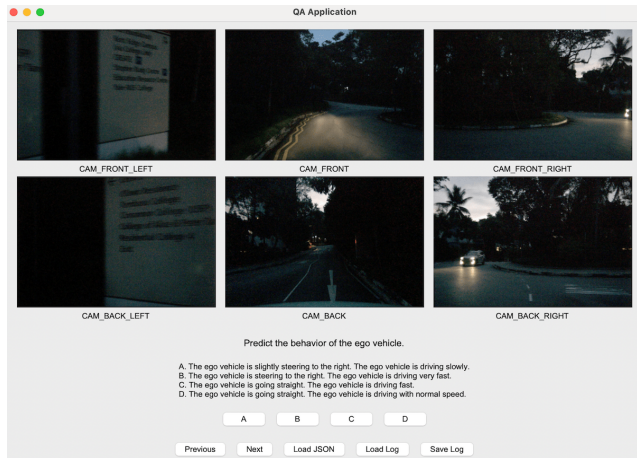 QA Application
CAM_FRONT_LEFT
CAM_FRONT
CAM_FRONT_RIGHT
CAM_BACK_LEFT
CAM_BACK
CAM_BACK_RIGHT
Predict the behavior of the ego vehicle.
A. The ego vehicle is slightly steering to the right. The ego vehicle is driving slowly.
B. The ego vehicle is steering to the right. The ego vehicle is driving very fast.
C. The ego vehicle is going straight. The ego vehicle is driving fast.
D. The ego vehicle is going straight. The ego vehicle is driving with normal speed.
A
B
C
D
Previous
Next
Load JSON
Load Log
Save Log